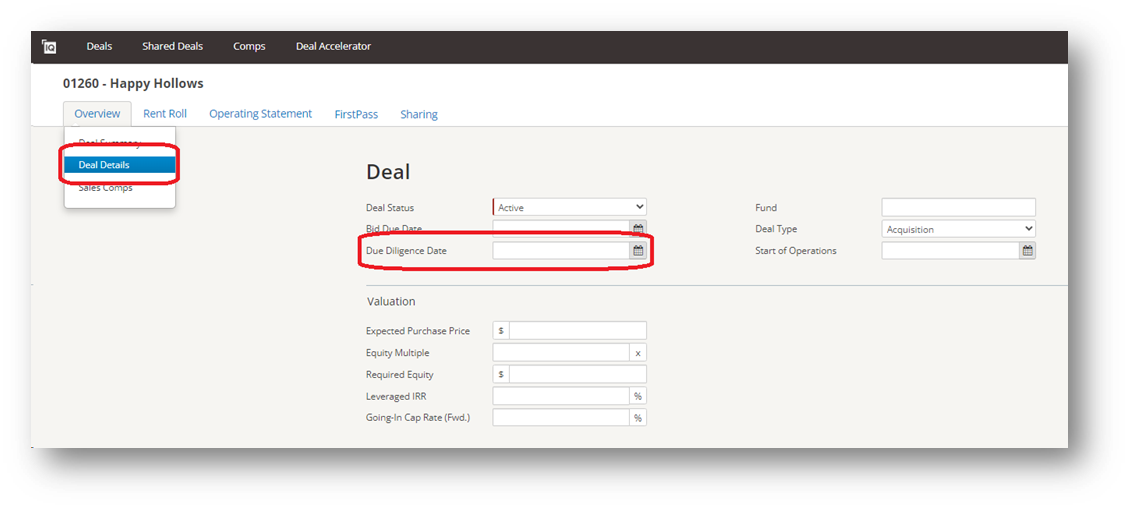 IQ Deals Shared Deals Comps Deal Accelerator
01260 - Happy Hollows
Overview Rent Roll Operating Statement FirstPass Sharing
Deal Summary
Deal Details
Sales Comps
Deal
Deal Status Active Fund
Bid Due Date Deal Type Acquisition
Due Diligence Date Start of Operations
Valuation
Expected Purchase Price $
Equity Multiple x
Required Equity $
Leveraged IRR %
Going-In Cap Rate (Fwd.) %